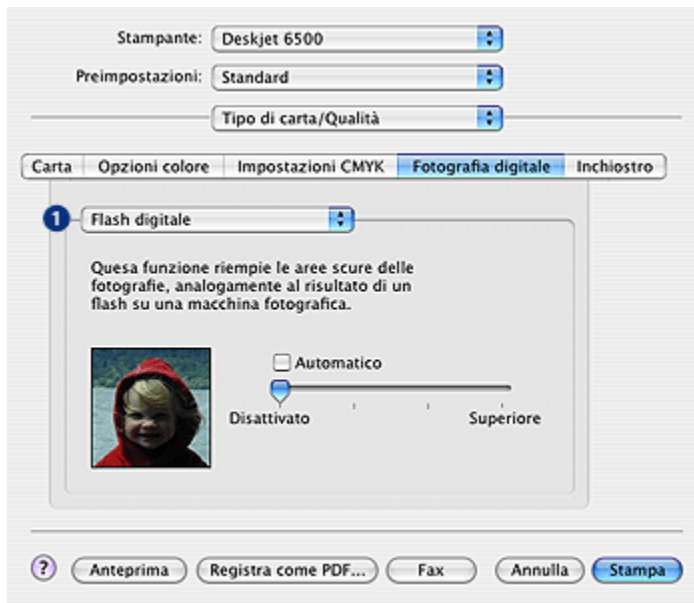 Stampante: Deskjet 6500
Preimpostazioni: Standard
Tipo di carta/Qualità
Carta Opzioni colore Impostazioni CMYK Fotografia digitale Inchiostro
1 Flash digitale
Quesa funzione riempie le aree scure delle
fotografie, analogamente al risultato di un
flash su una macchina fotografica.
Automatico
Disattivato Superiore
? Anteprima Registra come PDF... Fax Annulla Stampa